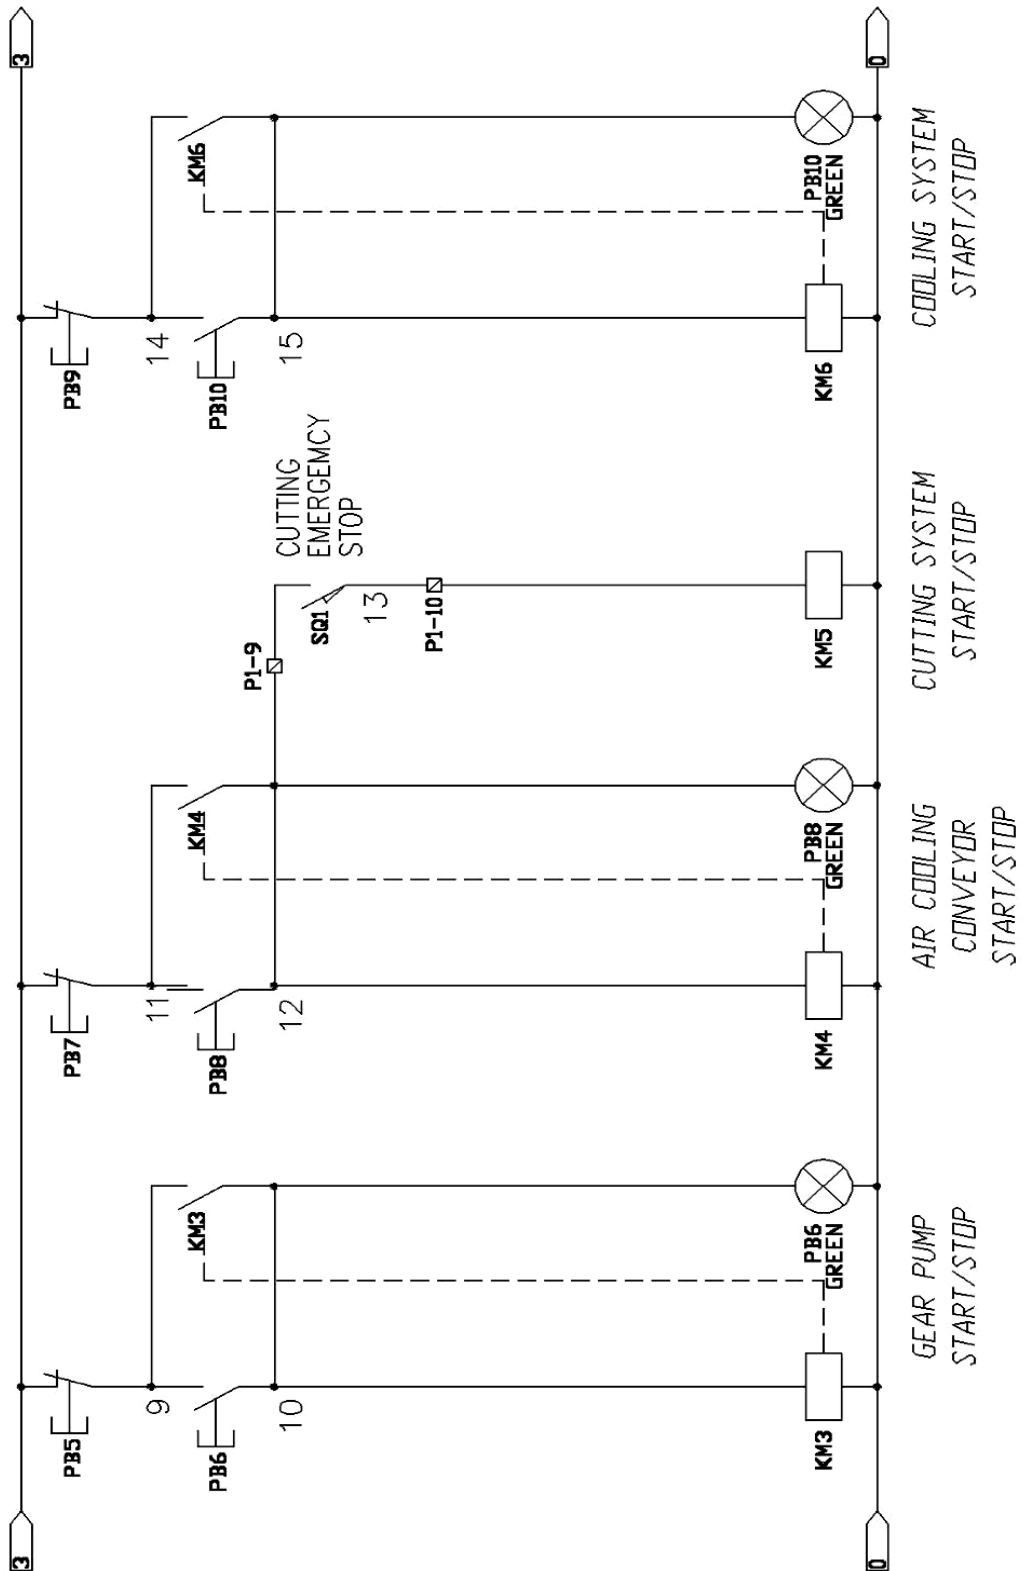 3
0
PB9
14
PB10
15
KM6
KM6
PB10
GREEN
COOLING SYSTEM
START/STOP
CUTTING
EMERGEMCY
STOP
P1-9
SQ1
13
P1-10
KM5
CUTTING SYSTEM
START/STOP
PB7
11
PB8
12
KM4
KM4
PB8
GREEN
AIR COOLING
CONVEYOR
START/STOP
PB5
9
PB6
10
KM3
KM3
PB6
GREEN
GEAR PUMP
START/STOP
3
0